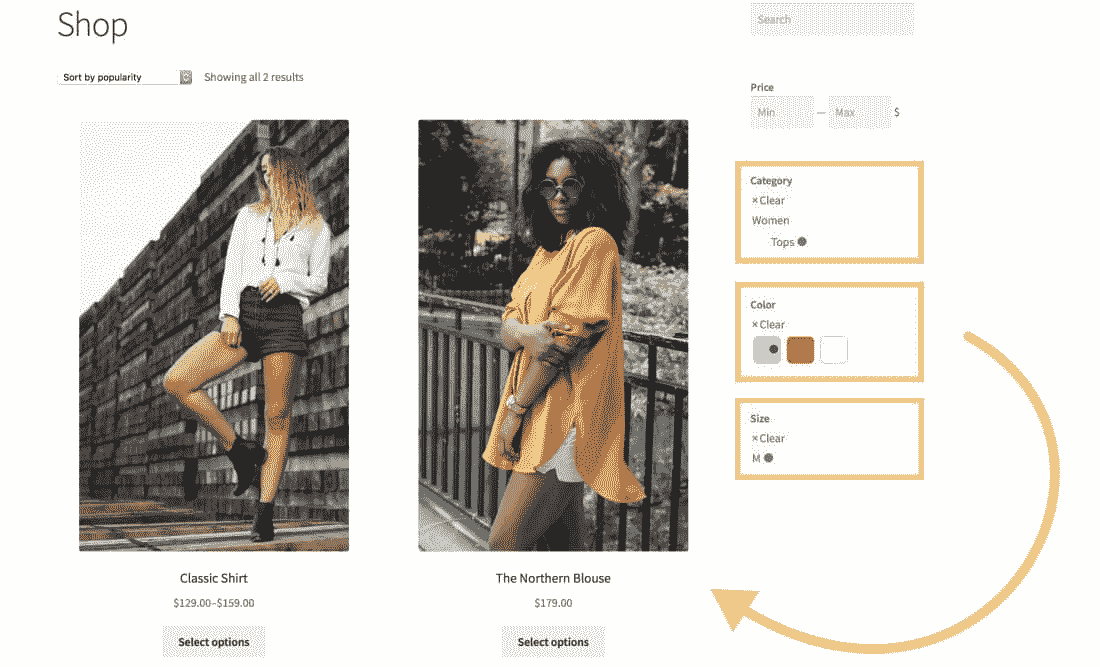 Shop
Search
Sort by popularity
Showing all 2 results
Price
Min — Max $
Category
×Clear
Women
Tops
Color
×Clear
Size
×Clear
M
Classic Shirt
$129.00–$159.00
Select options
The Northern Blouse
$179.00
Select options